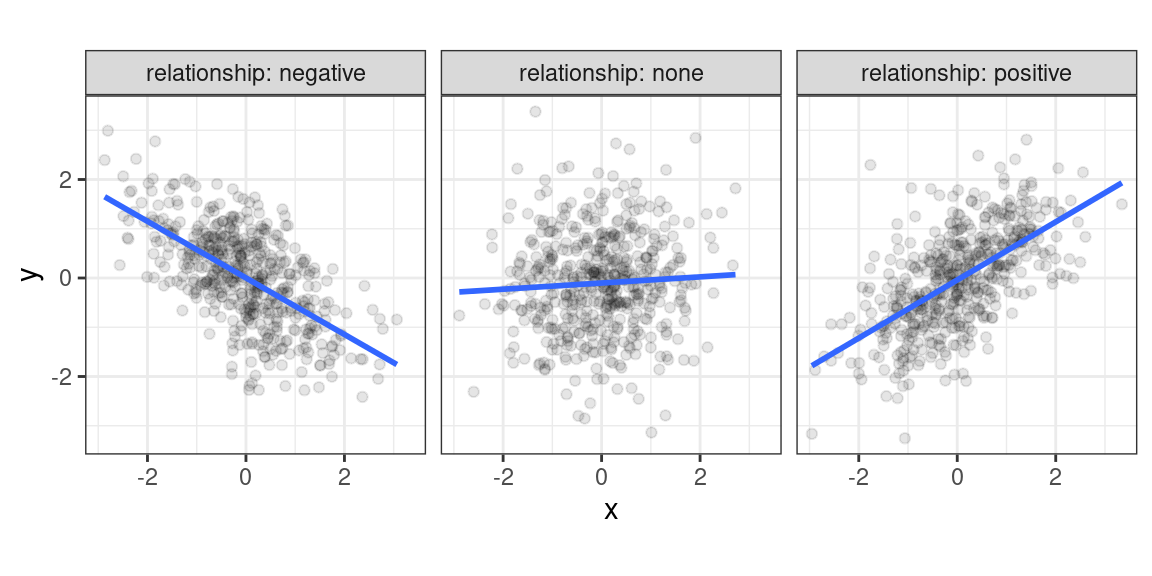 relationship: negative
relationship: none
relationship: positive
y
2
0
-2
-2 0 2
-2 0 2
-2 0 2
x